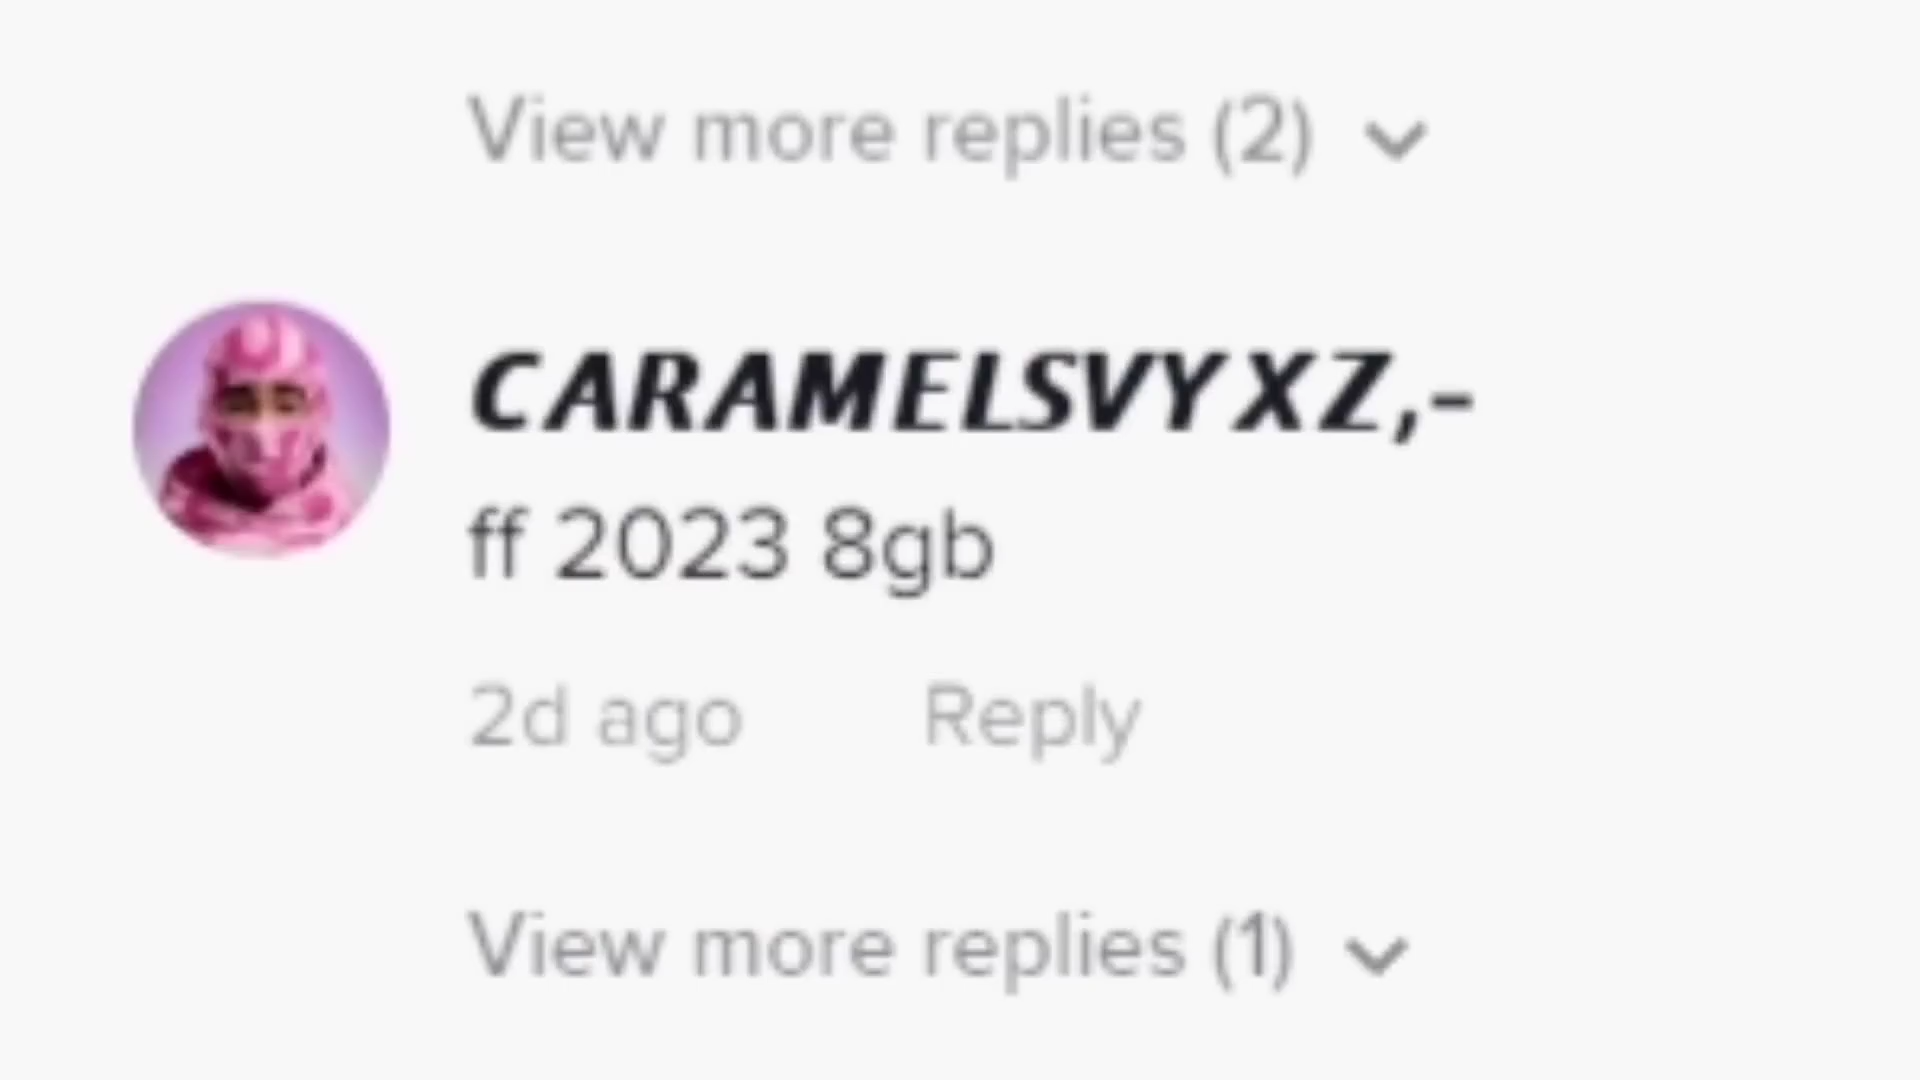 View more replies (2)
CARAMELSVYXZ,-
ff 2023 8gb
2d ago Reply
View more replies (1)